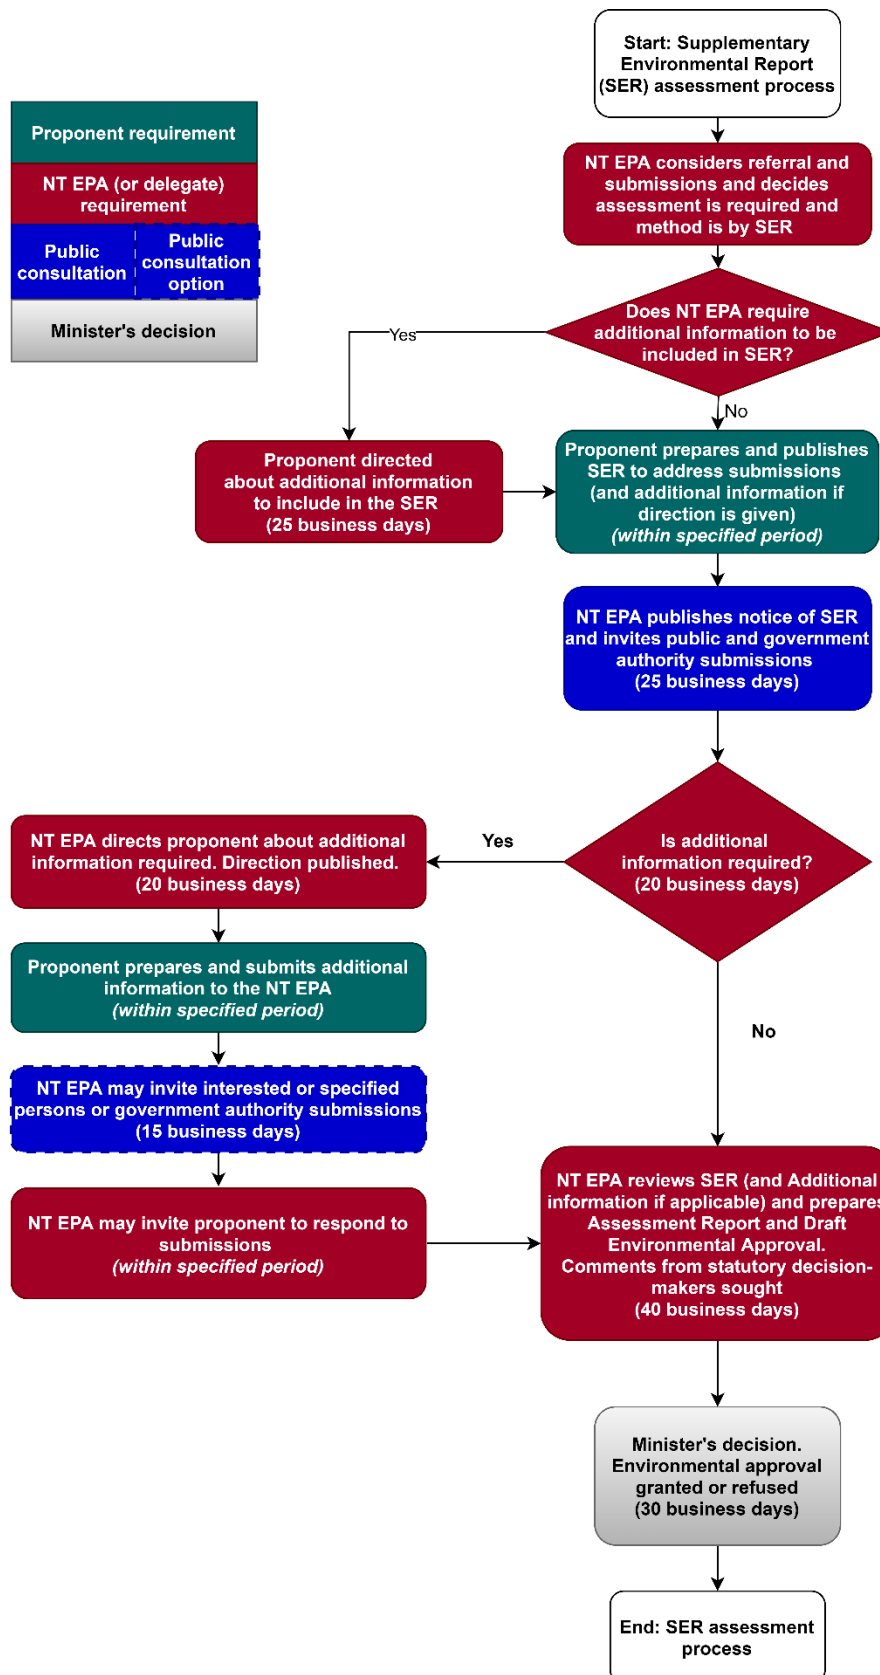 Start: Supplementary
Environmental Report
(SER) assessment
process
Proponent requirement
NT EPA (or delegate)
requirement
Public
consultation
Public
consultation
option
Minister's decision
NT EPA considers referral and
submissions and decides
assessment is required and
method is by SER
Does NT EPA require
additional information to be
included in SER?
Yes
No
Proponent directed
about additional information
to include in the SER
(25 business days)
Proponent prepares and publishes
SER to address submissions
(and additional information if
direction is given)
(within specified period)
NT EPA publishes notice of SER
and invites public and government
authority submissions
(25 business days)
Is additional
information required?
(20 business days)
Yes
NT EPA directs proponent about additional
information required. Direction published.
(20 business days)
Proponent prepares and submits additional
information to the NT EPA
(within specified period)
NT EPA may invite interested or specified
persons or government authority submissions
(15 business days)
NT EPA may invite proponent to respond to
submissions
(within specified period)
No
NT EPA reviews SER (and Additional
information if applicable) and prepares
Assessment Report and Draft
Environmental Approval.
Comments from statutory decision-
makers sought
(40 business days)
Minister's decision.
Environmental approval
granted or refused
(30 business days)
End: SER assessment
process